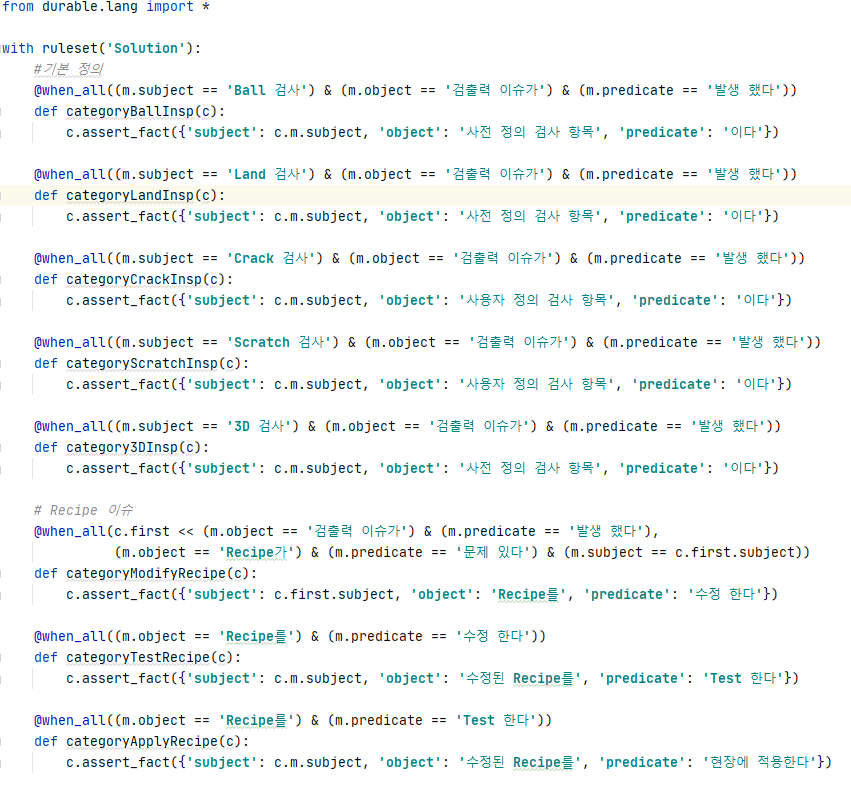 from durable.lang import *
with ruleset('Solution'):
#기본 정의
@when_all((m.subject == 'Ball 검사') & (m.object == '검출력 이슈가') & (m.predicate == '발생 했다'))
def categoryBallInsp(c):
c.assert_fact({'subject': c.m.subject, 'object': '사전 정의 검사 항목', 'predicate': '이다'})
@when_all((m.subject == 'Land 검사') & (m.object == '검출력 이슈가') & (m.predicate == '발생 했다'))
def categoryLandInsp(c):
c.assert_fact({'subject': c.m.subject, 'object': '사전 정의 검사 항목', 'predicate': '이다'})
@when_all((m.subject == 'Crack 검사') & (m.object == '검출력 이슈가') & (m.predicate == '발생 했다'))
def categoryCrackInsp(c):
c.assert_fact({'subject': c.m.subject, 'object': '사용자 정의 검사 항목', 'predicate': '이다'})
@when_all((m.subject == 'Scratch 검사') & (m.object == '검출력 이슈가') & (m.predicate == '발생 했다'))
def categoryScratchInsp(c):
c.assert_fact({'subject': c.m.subject, 'object': '사용자 정의 검사 항목', 'predicate': '이다'})
@when_all((m.subject == '3D 검사') & (m.object == '검출력 이슈가') & (m.predicate == '발생 했다'))
def category3DInsp(c):
c.assert_fact({'subject': c.m.subject, 'object': '사전 정의 검사 항목', 'predicate': '이다'})
# Recipe 이슈
@when_all(c.first << (m.object == '검출력 이슈가') & (m.predicate == '발생 했다'),
(m.object == 'Recipe가') & (m.predicate == '문제 있다') & (m.subject == c.first.subject))
def categoryModifyRecipe(c):
c.assert_fact({'subject': c.first.subject, 'object': 'Recipe를', 'predicate': '수정 한다'})
@when_all((m.object == 'Recipe를') & (m.predicate == '수정 한다'))
def categoryTestRecipe(c):
c.assert_fact({'subject': c.m.subject, 'object': '수정된 Recipe를', 'predicate': 'Test 한다'})
@when_all((m.object == 'Recipe를') & (m.predicate == 'Test 한다'))
def categoryApplyRecipe(c):
c.assert_fact({'subject': c.m.subject, 'object': '수정된 Recipe를', 'predicate': '현장에 적용한다'})